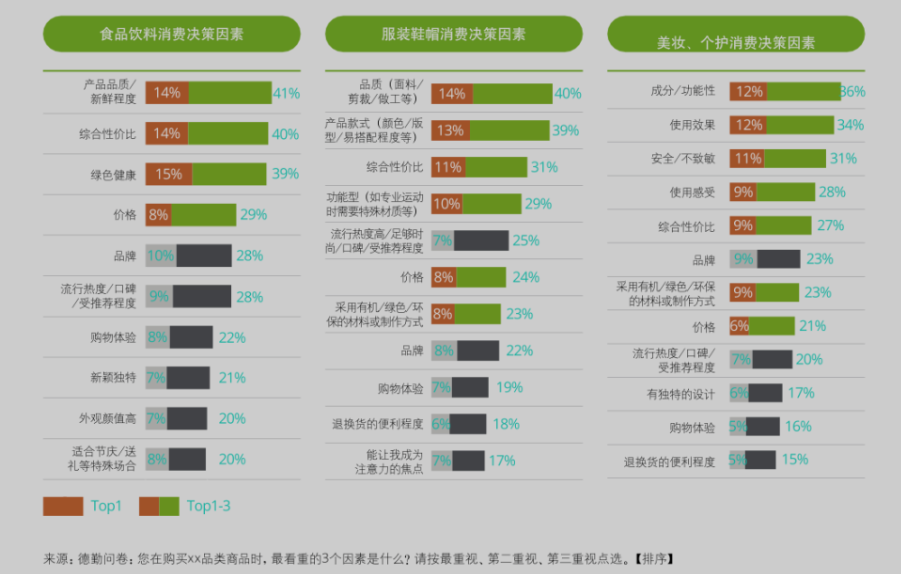 食品饮料消费决策因素
产品品质/
新鲜程度
14%
41%
综合性价比
14%
40%
绿色健康
15%
39%
价格
8%
29%
品牌
10%
28%
流行热度/口碑
/受推荐程度
9%
28%
购物体验
8%
22%
新颖独特
7%
21%
外观颜值高
7%
20%
适合节庆/送
礼等特殊场合
8%
20%
服装鞋帽消费决策因素
品质（面料/
剪裁/做工等）
14%
40%
产品款式（颜色/版
型/易搭配程度等）
13%
39%
综合性价比
11%
31%
功能型（如专业运动
时需要特殊材质等）
10%
29%
流行热度高/足够时
尚/口碑/受推荐程度
7%
25%
价格
8%
24%
采用有机/绿色/环
保的材料或制作方式
8%
23%
品牌
8%
22%
购物体验
7%
19%
退换货的便利程度
6%
18%
能让我成为
注意力的焦点
7%
17%
美妆、个护消费决策因素
成分/功能性
12%
36%
使用效果
12%
34%
安全/不致敏
11%
31%
使用感受
9%
28%
综合性价比
9%
27%
品牌
9%
23%
采用有机/绿色/环保
的材料或制作方式
9%
23%
价格
6%
21%
流行热度/口碑/
受推荐程度
7%
20%
有独特的设计
6%
17%
购物体验
5%
16%
退换货的便利程度
5%
15%
Top1
Top1-3
来源：德勤问卷：您在购买xx品类商品时，最看重的3个因素是什么？请按最重视、第二重视、第三重视点选。【排序】